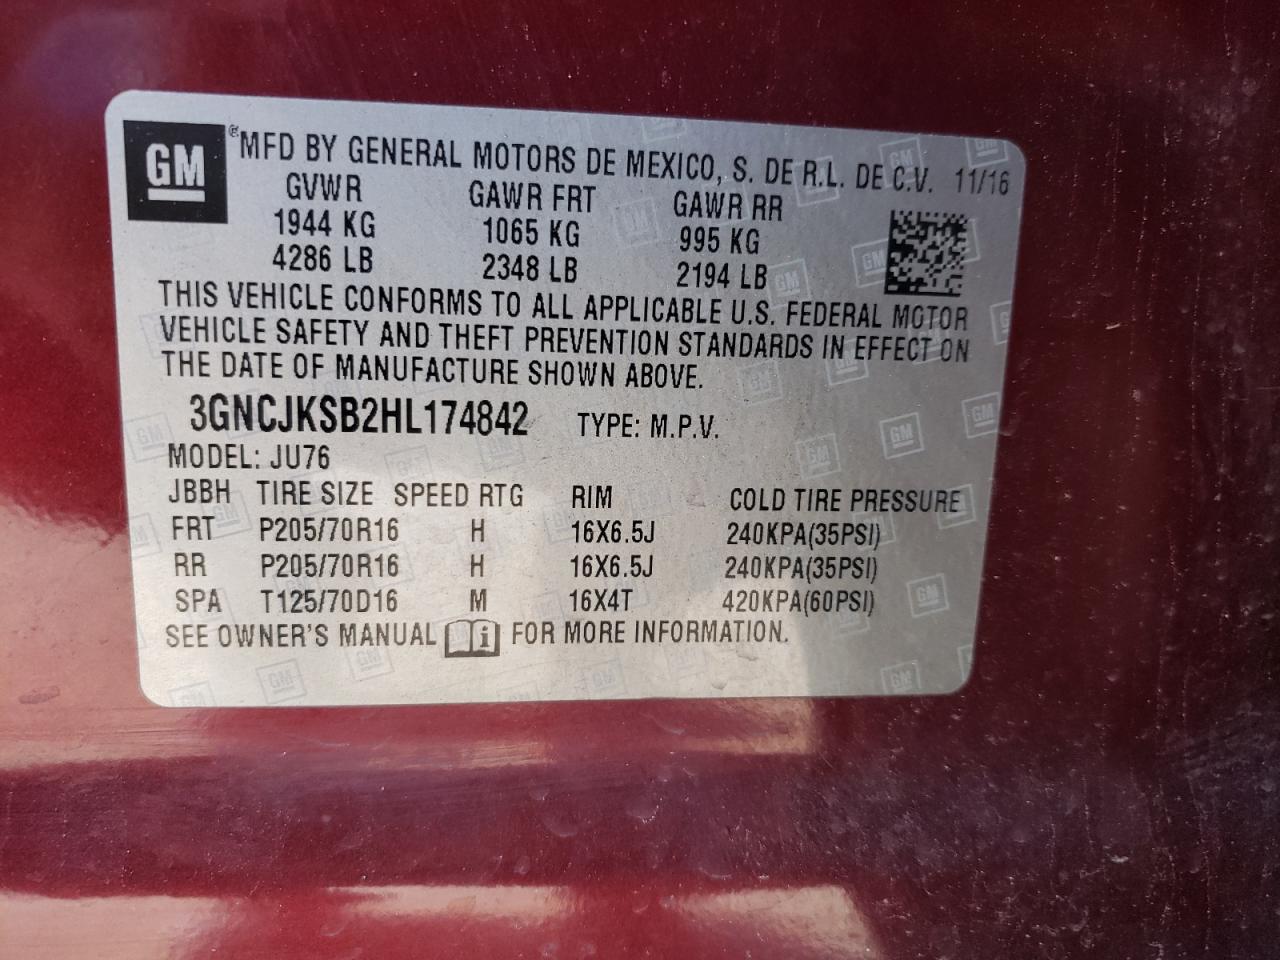 GM
®MFD BY GENERAL MOTORS DE MEXICO, S. DE R.L. DE C.V. 11/16
GVWR GAWR FRT GAWR RR
1944 KG 1065 KG 995 KG
4286 LB 2348 LB 2194 LB
THIS VEHICLE CONFORMS TO ALL APPLICABLE U.S. FEDERAL MOTOR
VEHICLE SAFETY AND THEFT PREVENTION STANDARDS IN EFFECT ON
THE DATE OF MANUFACTURE SHOWN ABOVE.
3GNCJKSB2HL174842 TYPE: M.P.V.
MODEL: JU76
JBBH TIRE SIZE SPEED RTG RIM COLD TIRE PRESSURE
FRT P205/70R16 H 16X6.5J 240KPA(35PSI)
RR P205/70R16 H 16X6.5J 240KPA(35PSI)
SPA T125/70D16 M 16X4T 420KPA(60PSI)
SEE OWNER'S MANUAL i FOR MORE INFORMATION.